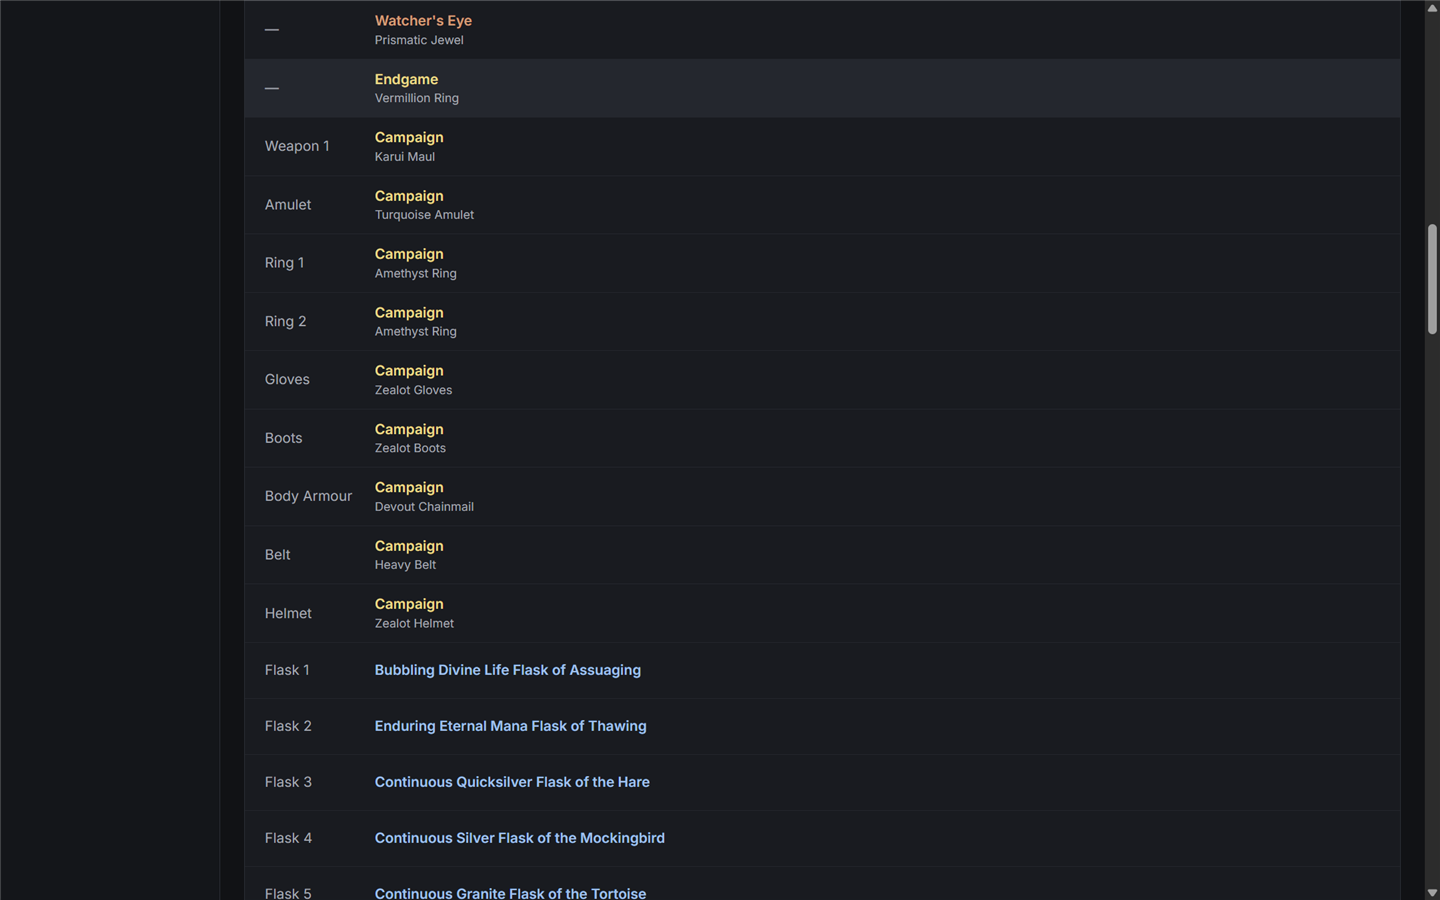 —
Watcher's Eye
Prismatic Jewel
—
Endgame
Vermillion Ring
Weapon 1
Campaign
Karui Maul
Amulet
Campaign
Turquoise Amulet
Ring 1
Campaign
Amethyst Ring
Ring 2
Campaign
Amethyst Ring
Gloves
Campaign
Zealot Gloves
Boots
Campaign
Zealot Boots
Body Armour
Campaign
Devout Chainmail
Belt
Campaign
Heavy Belt
Helmet
Campaign
Zealot Helmet
Flask 1
Bubbling Divine Life Flask of Assuaging
Flask 2
Enduring Eternal Mana Flask of Thawing
Flask 3
Continuous Quicksilver Flask of the Hare
Flask 4
Continuous Silver Flask of the Mockingbird
Flask 5
Continuous Granite Flask of the Tortoise